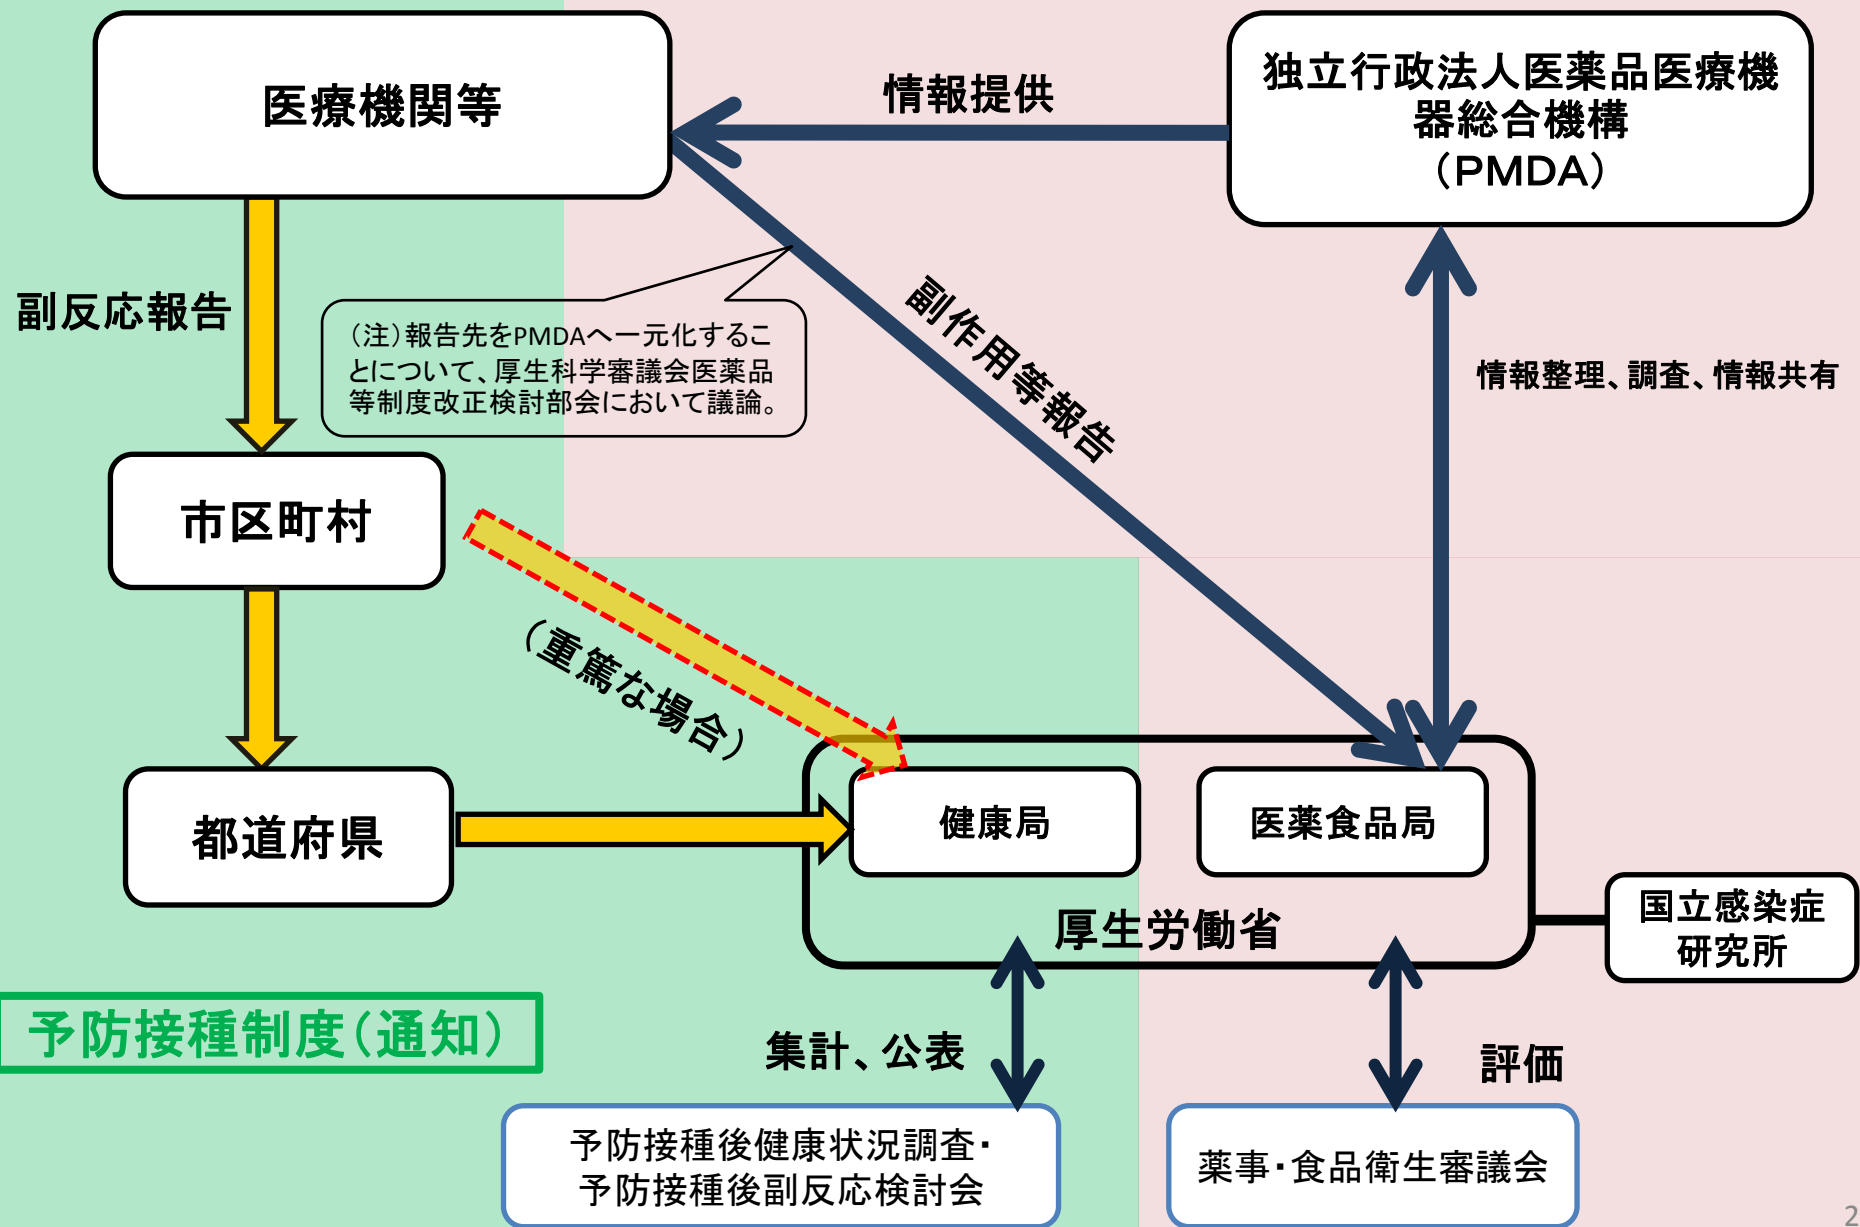 医療機関等
情報提供
独立行政法人医薬品医療機
器総合機構
（PMDA）
副反応報告
（注）報告先をPMDAへ一元化するこ
とについて、厚生科学審議会医薬品
等制度改正検討部会において議論。
副作用等報告
情報整理、調査、情報共有
市区町村
（重篤な場合）
都道府県
健康局
医薬食品局
厚生労働省
国立感染症
研究所
予防接種制度（通知）
集計、公表
評価
予防接種後健康状況調査・
予防接種後副反応検討会
薬事・食品衛生審議会
2